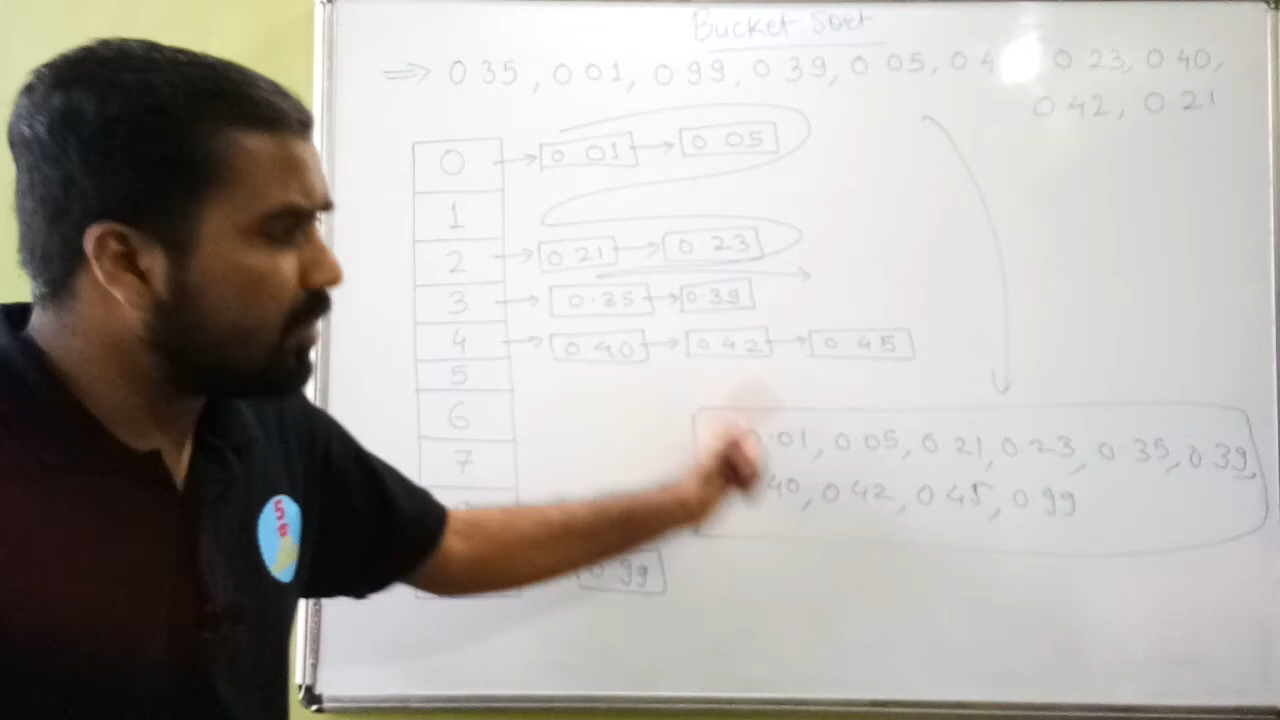 Bucket Sort
⇒ 0 35, 0 01, 0 99, 0 39, 0 05, 0 4 0 23, 0 40,
0 42, 0 21
0 → 0 01 → 0 05
1
2 → 0 21 → 0 23
3 → 0.35 → 0.39
4 → 0 40 → 0 42 → 0 45
5
6
7
.01, 0 05, 0 21, 0 23, 0 35, 0 39,
40, 0 42, 0 45, 0 99
99